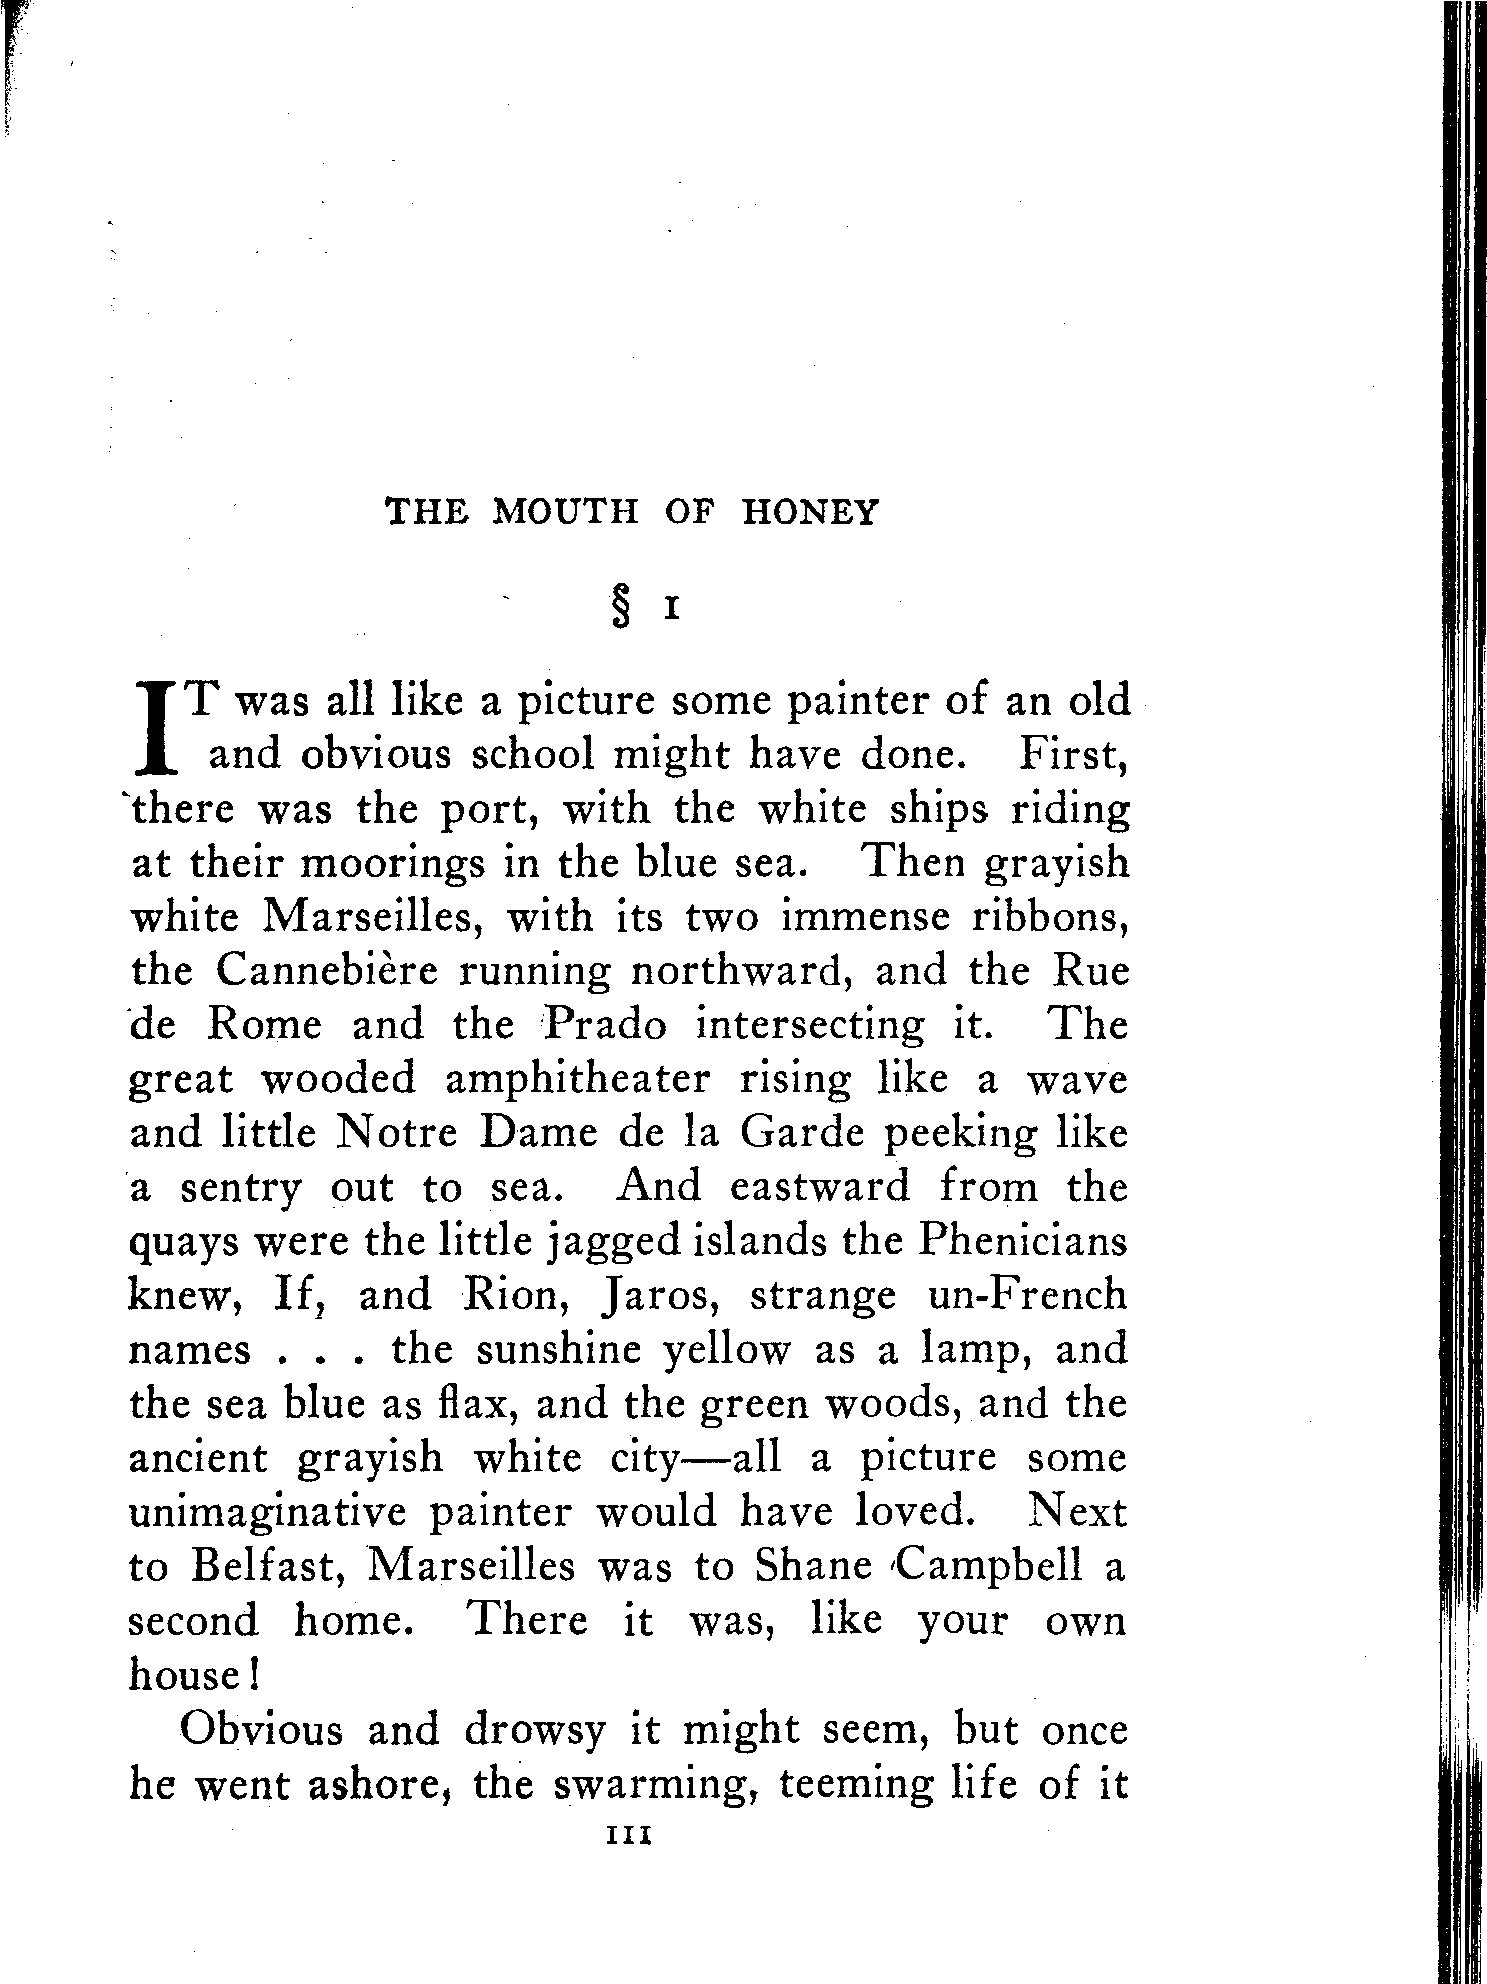 THE MOUTH OF HONEY
§ 1
IT was all like a picture some painter of an old
and obvious school might have done. First,
there was the port, with the white ships riding
at their moorings in the blue sea. Then grayish
white Marseilles, with its two immense ribbons,
the Cannebière running northward, and the Rue
de Rome and the Prado intersecting it. The
great wooded amphitheater rising like a wave
and little Notre Dame de la Garde peeking like
a sentry out to sea. And eastward from the
quays were the little jagged islands the Phenicians
knew, If, and Rion, Jaros, strange un-French
names . . . the sunshine yellow as a lamp, and
the sea blue as flax, and the green woods, and the
ancient grayish white city—all a picture some
unimaginative painter would have loved. Next
to Belfast, Marseilles was to Shane Campbell a
second home. There it was, like your own
house!
Obvious and drowsy it might seem, but once
he went ashore, the swarming, teeming life of it
111